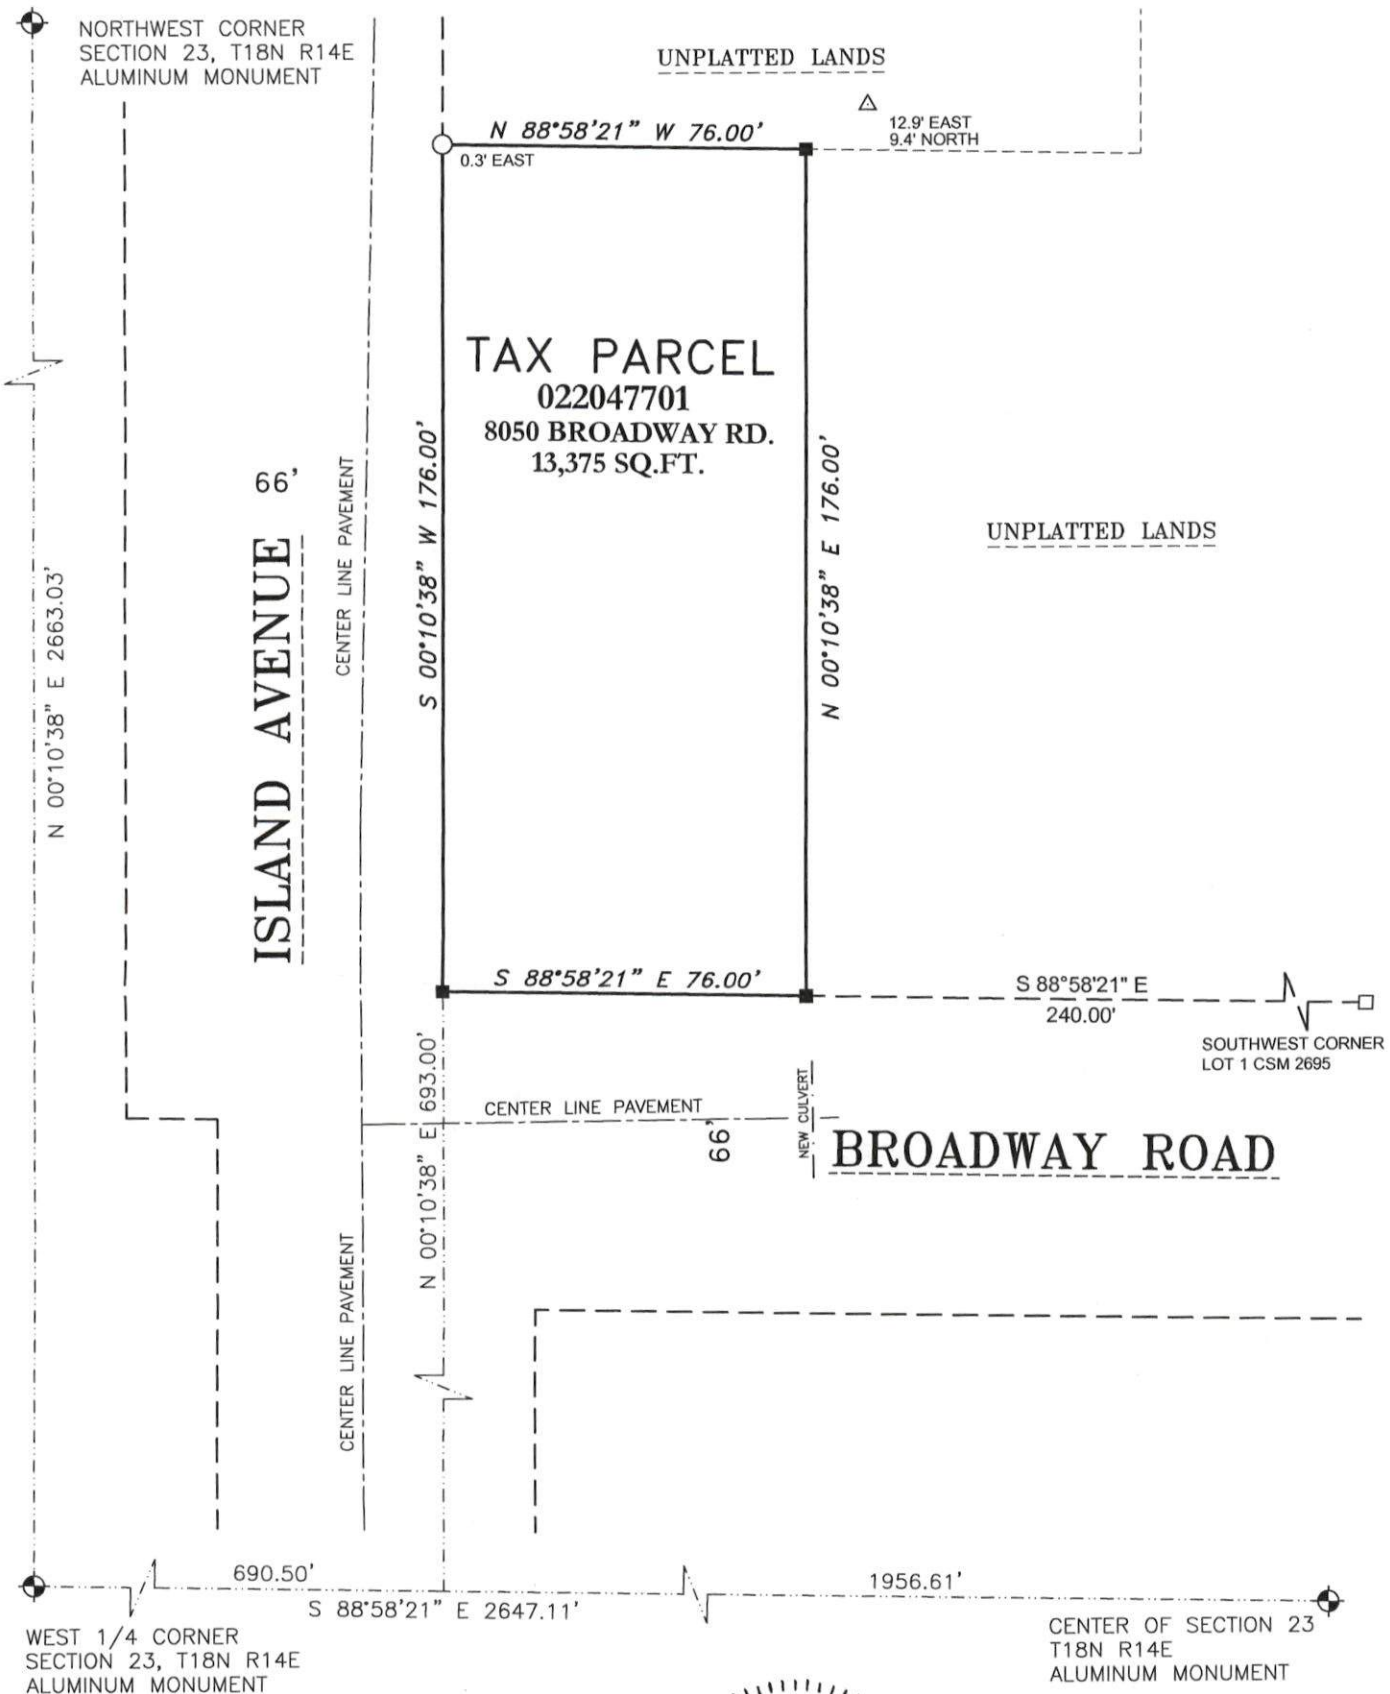 NORTHWEST CORNER
SECTION 23, T18N R14E
ALUMINUM MONUMENT
UNPLATTED LANDS
12.9' EAST
9.4' NORTH
N 88°58'21" W 76.00'
0.3' EAST
TAX PARCEL
022047701
8050 BROADWAY RD.
13,375 SQ.FT.
S 00°10'38" W 176.00'
N 00°10'38" E 176.00'
66'
ISLAND AVENUE
CENTER LINE PAVEMENT
N 00°10'38" E 2663.03'
UNPLATTED LANDS
S 88°58'21" E 76.00'
S 88°58'21" E
240.00'
SOUTHWEST CORNER
LOT 1 CSM 2695
N 00°10'38" E 693.00'
CENTER LINE PAVEMENT
66'
NEW CULVERT
BROADWAY ROAD
CENTER LINE PAVEMENT
690.50'
1956.61'
S 88°58'21" E 2647.11'
WEST 1/4 CORNER
SECTION 23, T18N R14E
ALUMINUM MONUMENT
CENTER OF SECTION 23
T18N R14E
ALUMINUM MONUMENT